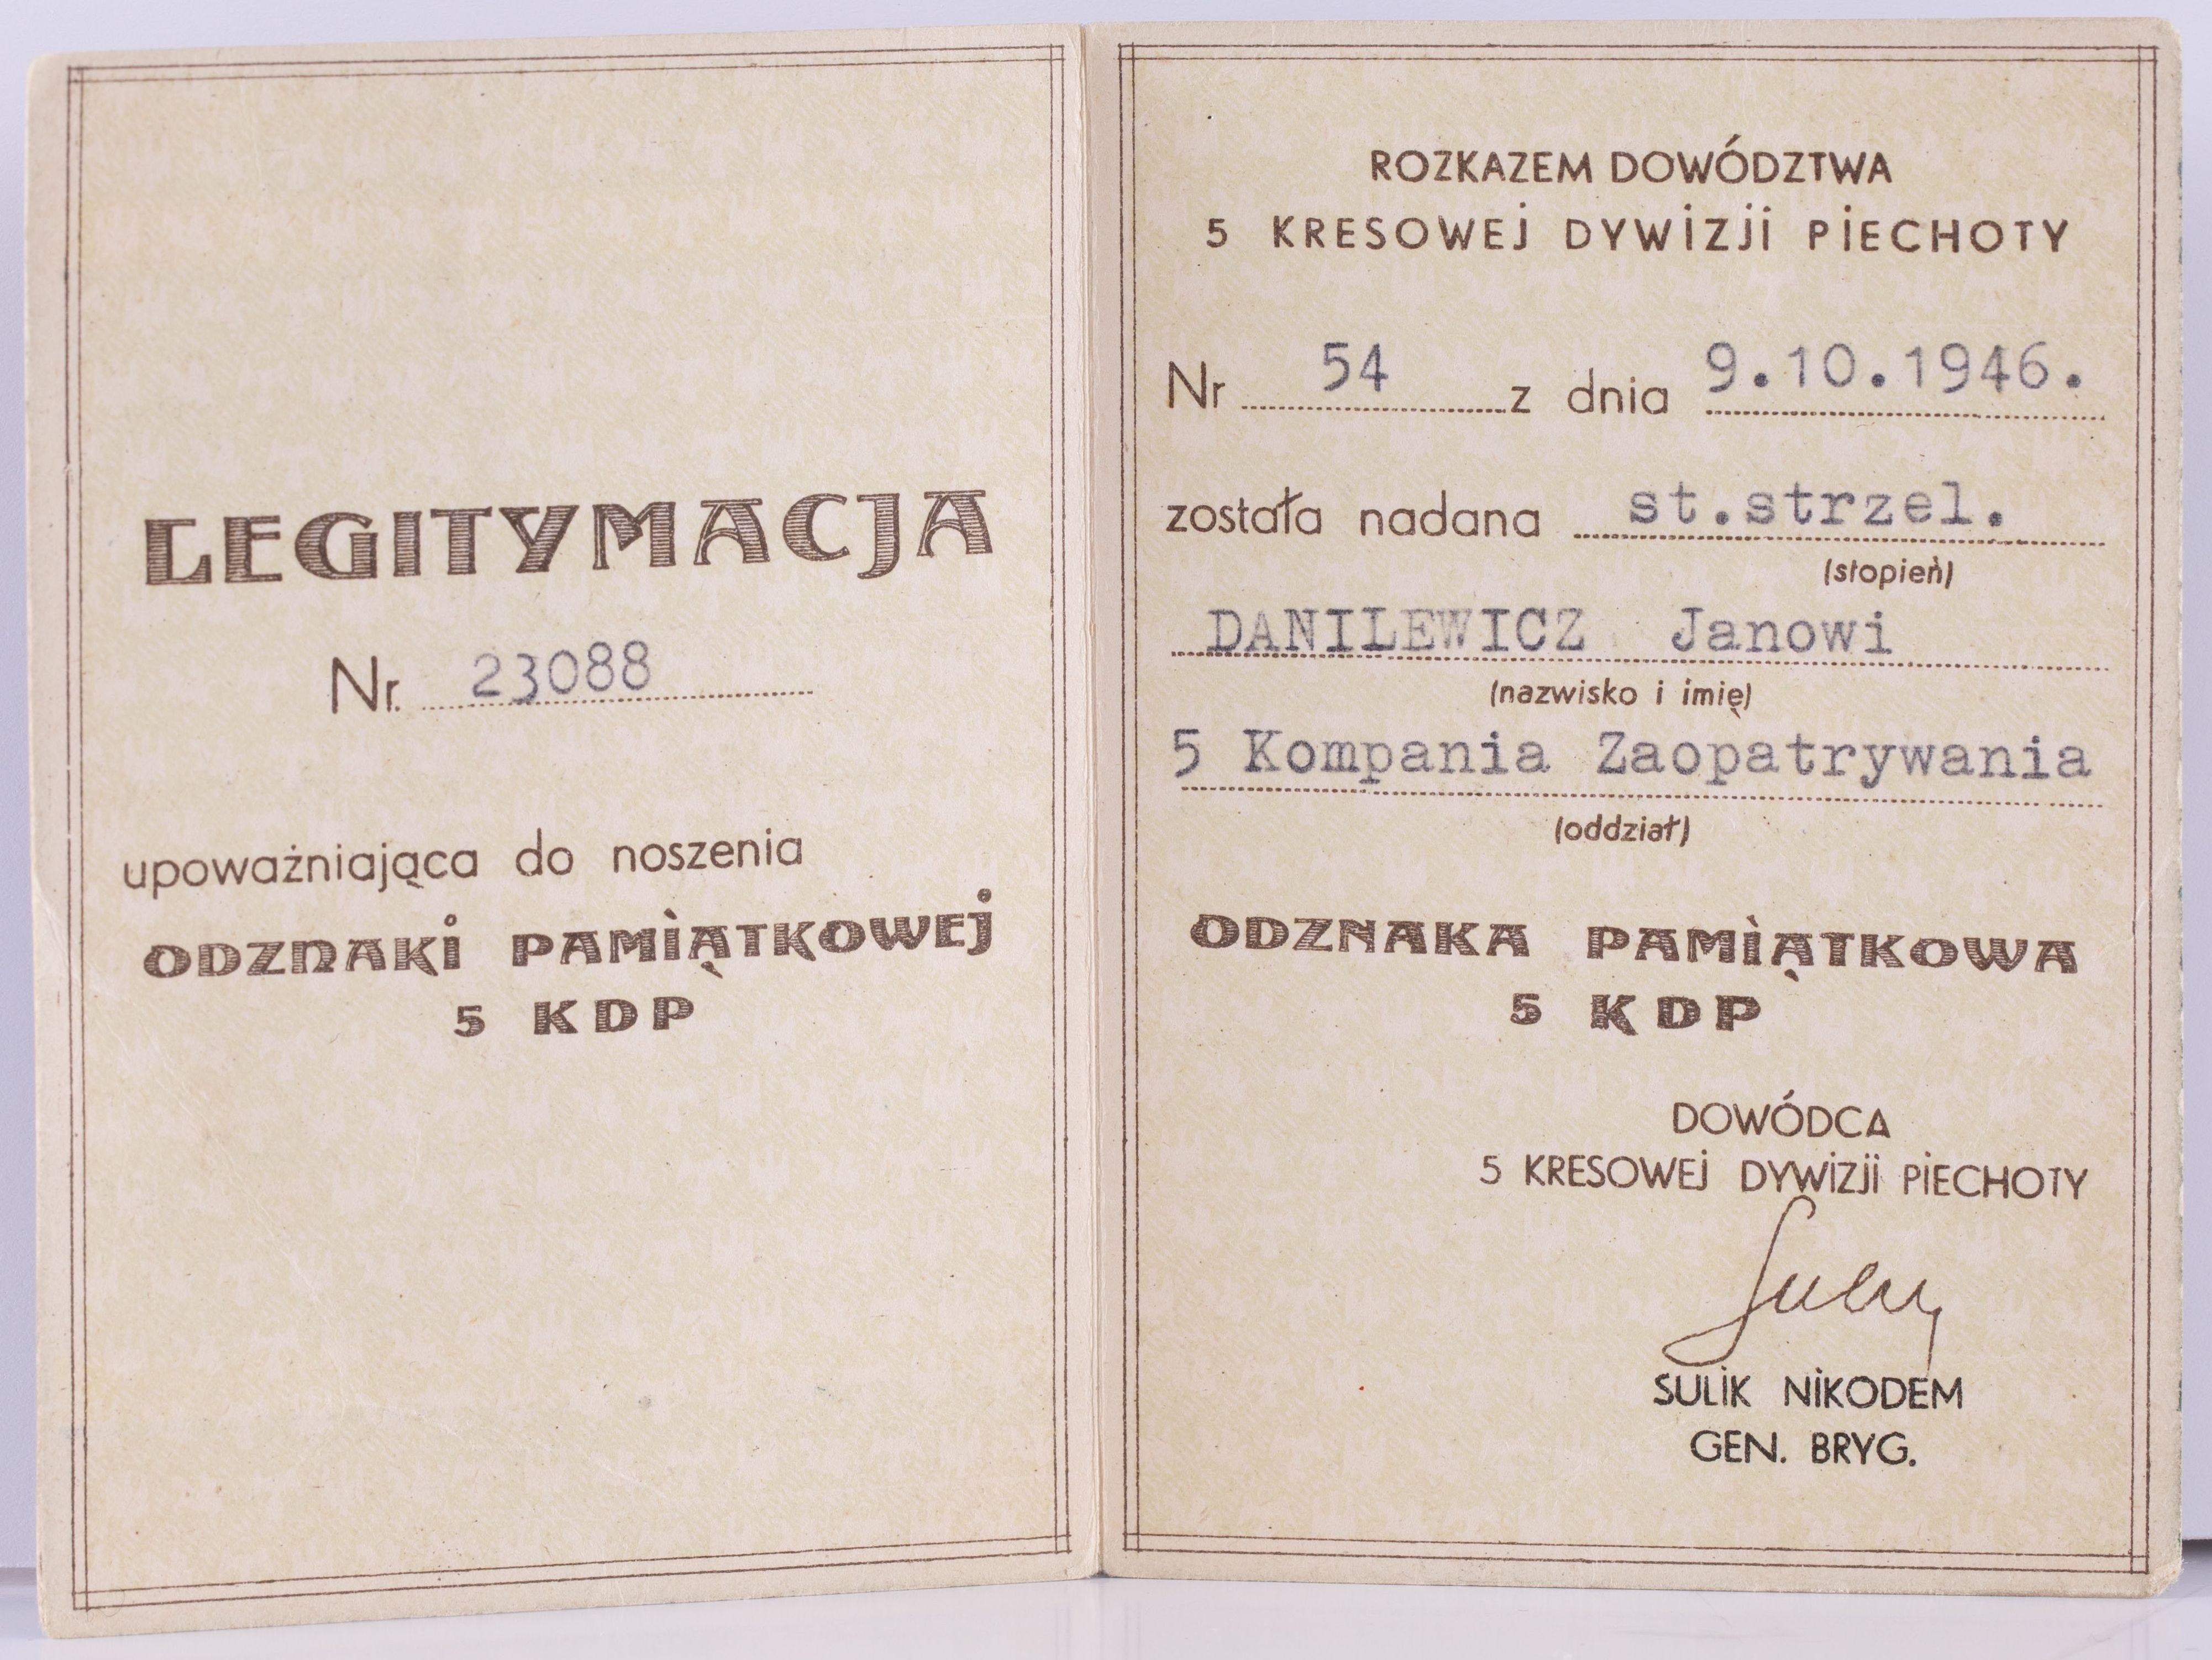 LEGITYMACJA
Nr. 23088
upoważniająca do noszenia
ODZNAKI PAMIĄTKOWEJ
5 KDP
ROZKAZEM DOWÓDZTWA
5 KRESOWEJ DYWIZJI PIECHOTY
Nr 54 z dnia 9.10.1946.
została nadana st.strzel.
(stopień)
DANILEWICZ Janowi
(nazwisko i imię)
5 Kompania Zaopatrywania
(oddział)
ODZNAKA PAMIĄTKOWA
5 KDP
DOWÓDCA
5 KRESOWEJ DYWIZJI PIECHOTY
SULIK NIKODEM
GEN. BRYG.